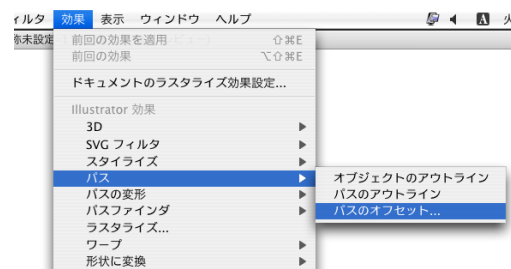 ィルタ 効果 表示 ウィンドウ ヘルプ
称未設定
前回の効果を適用 ⇧⌘E
前回の効果 ⌥⇧⌘E
ドキュメントのラスタライズ効果設定...
Illustrator 効果
3D
SVG フィルタ
スタイライズ
パス
オブジェクトのアウトライン
パスの変形
パスのアウトライン
パスファインダ
パスのオフセット...
ラスタライズ...
ワープ
形状に変換